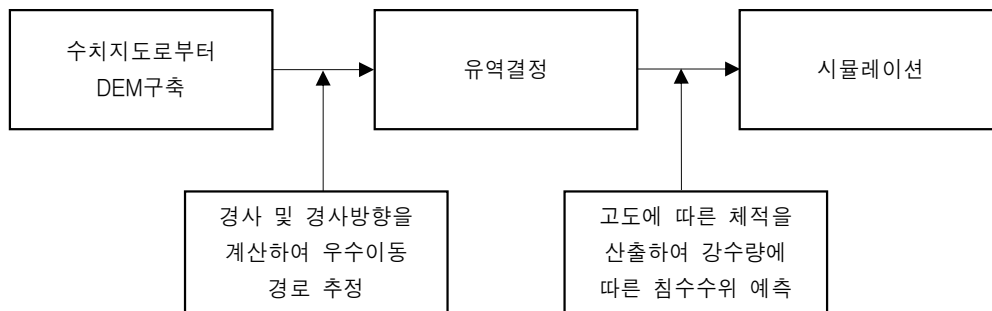 수치지도로부터
DEM구축
유역결정
시뮬레이션
경사 및 경사방향을
계산하여 우수이동
경로 추정
고도에 따른 체적을
산출하여 강수량에
따른 침수수위 예측